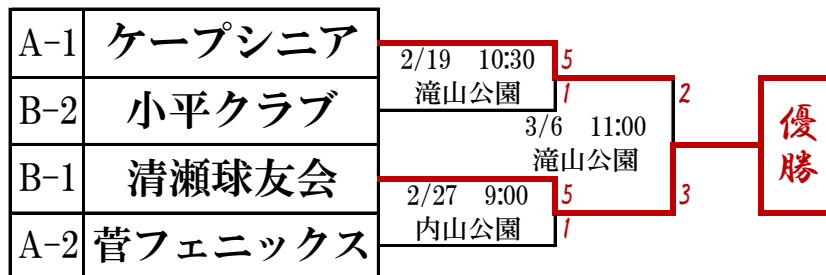 A-1 ケープシニア
2/19 10:30 5
B-2 小平クラブ
滝山公園 1
2
3/6 11:00
滝山公園
優勝
B-1 清瀬球友会
2/27 9:00 5
3
A-2 菅フェニックス
内山公園 1